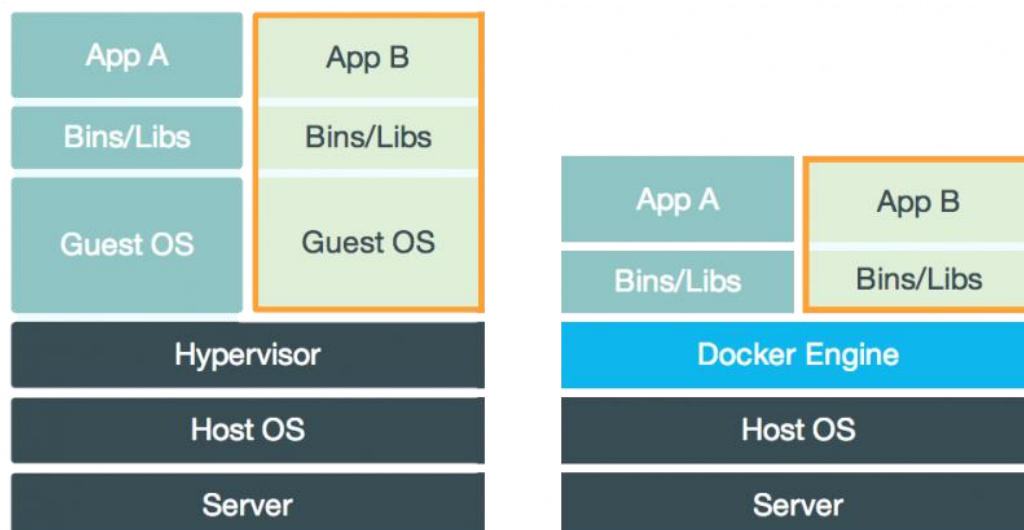 App A
App B
Bins/Libs
Bins/Libs
Guest OS
Guest OS
Hypervisor
Host OS
Server
App A
App B
Bins/Libs
Bins/Libs
Docker Engine
Host OS
Server